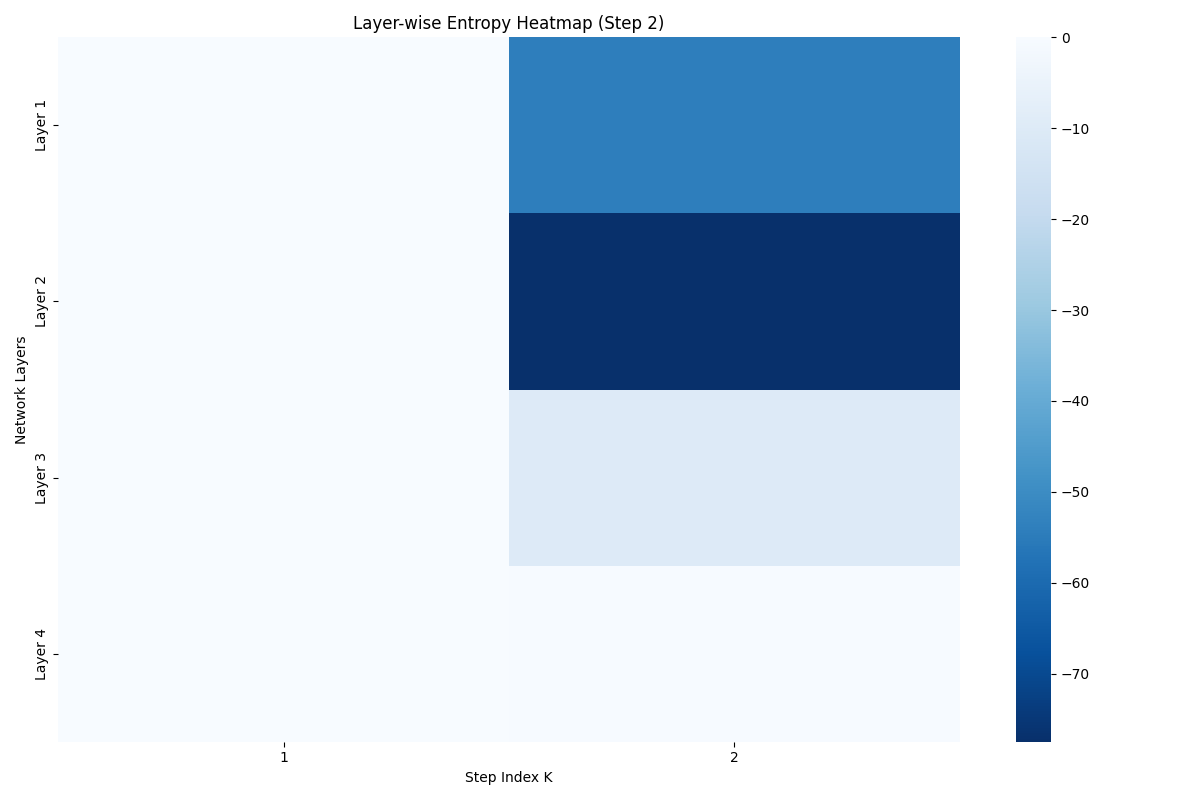 Layer-wise Entropy Heatmap (Step 2)
Network Layers
Layer 1
Layer 2
Layer 3
Layer 4
1
2
Step Index K
0
−10
−20
−30
−40
−50
−60
−70